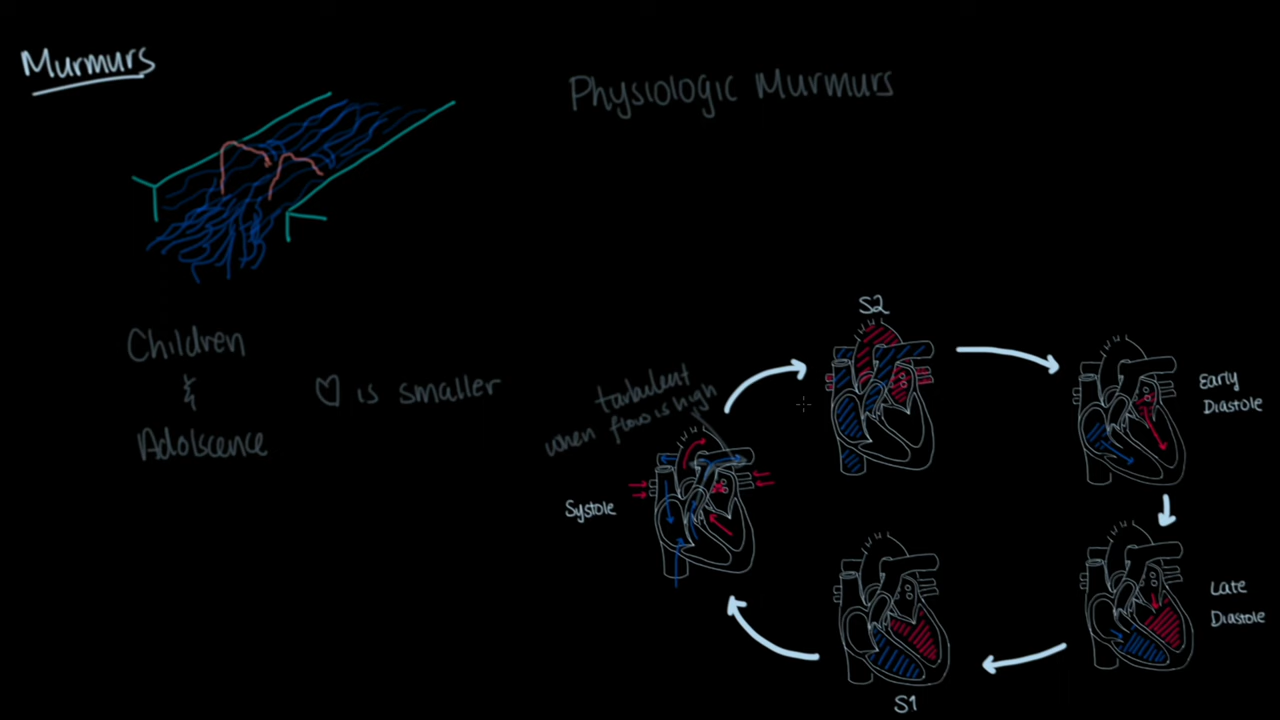 Murmurs
Physiologic Murmurs
Children
&
Adolscence
♡ is smaller
turbulent
when flow is high
Systole
S2
Early
Diastole
Late
Diastole
S1